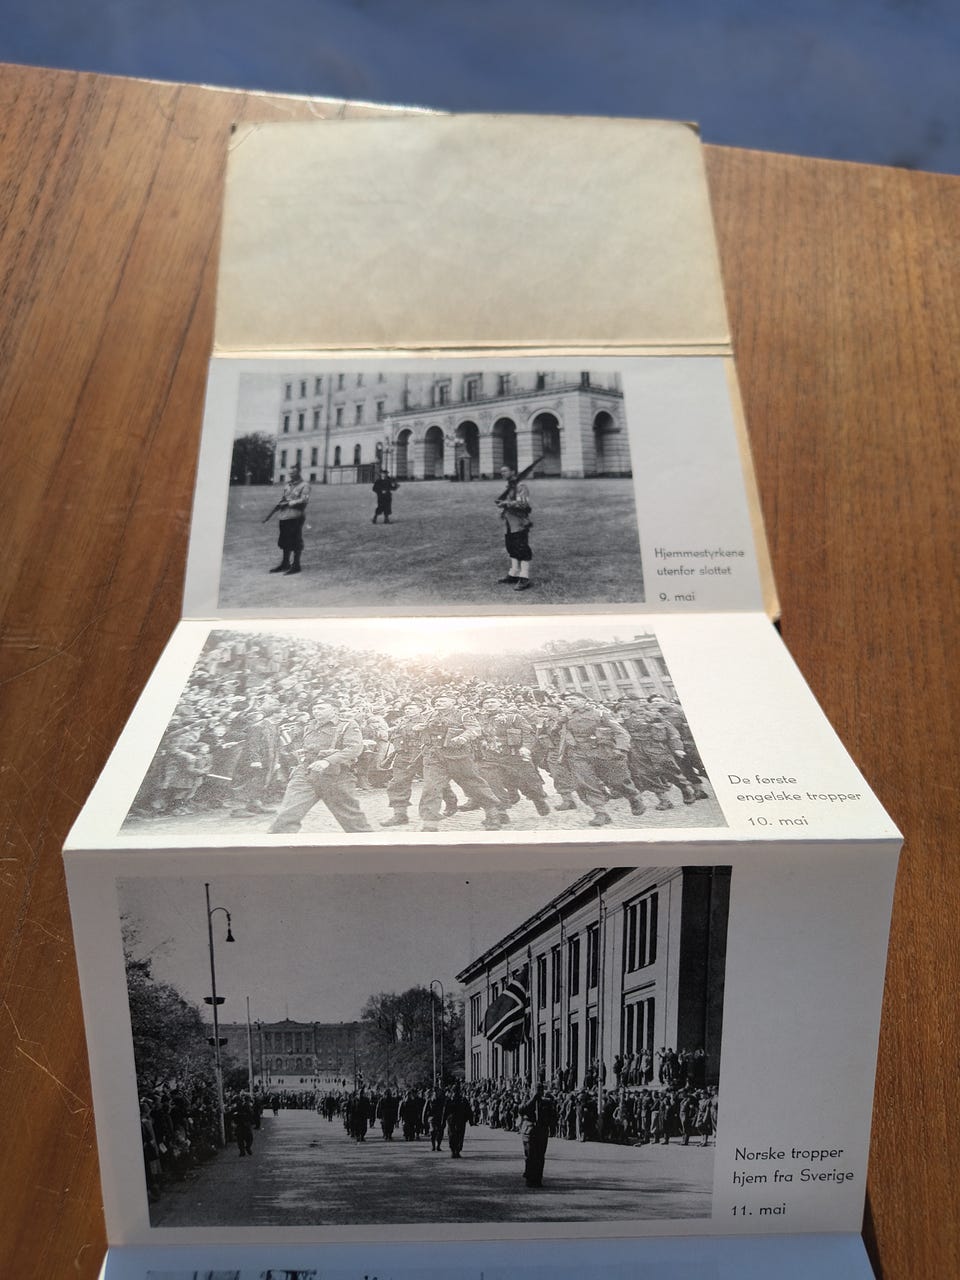 Hjemmestyrkene
utenfor slottet
9. mai
De første
engelske tropper
10. mai
Norske tropper
hjem fra Sverige
11. mai